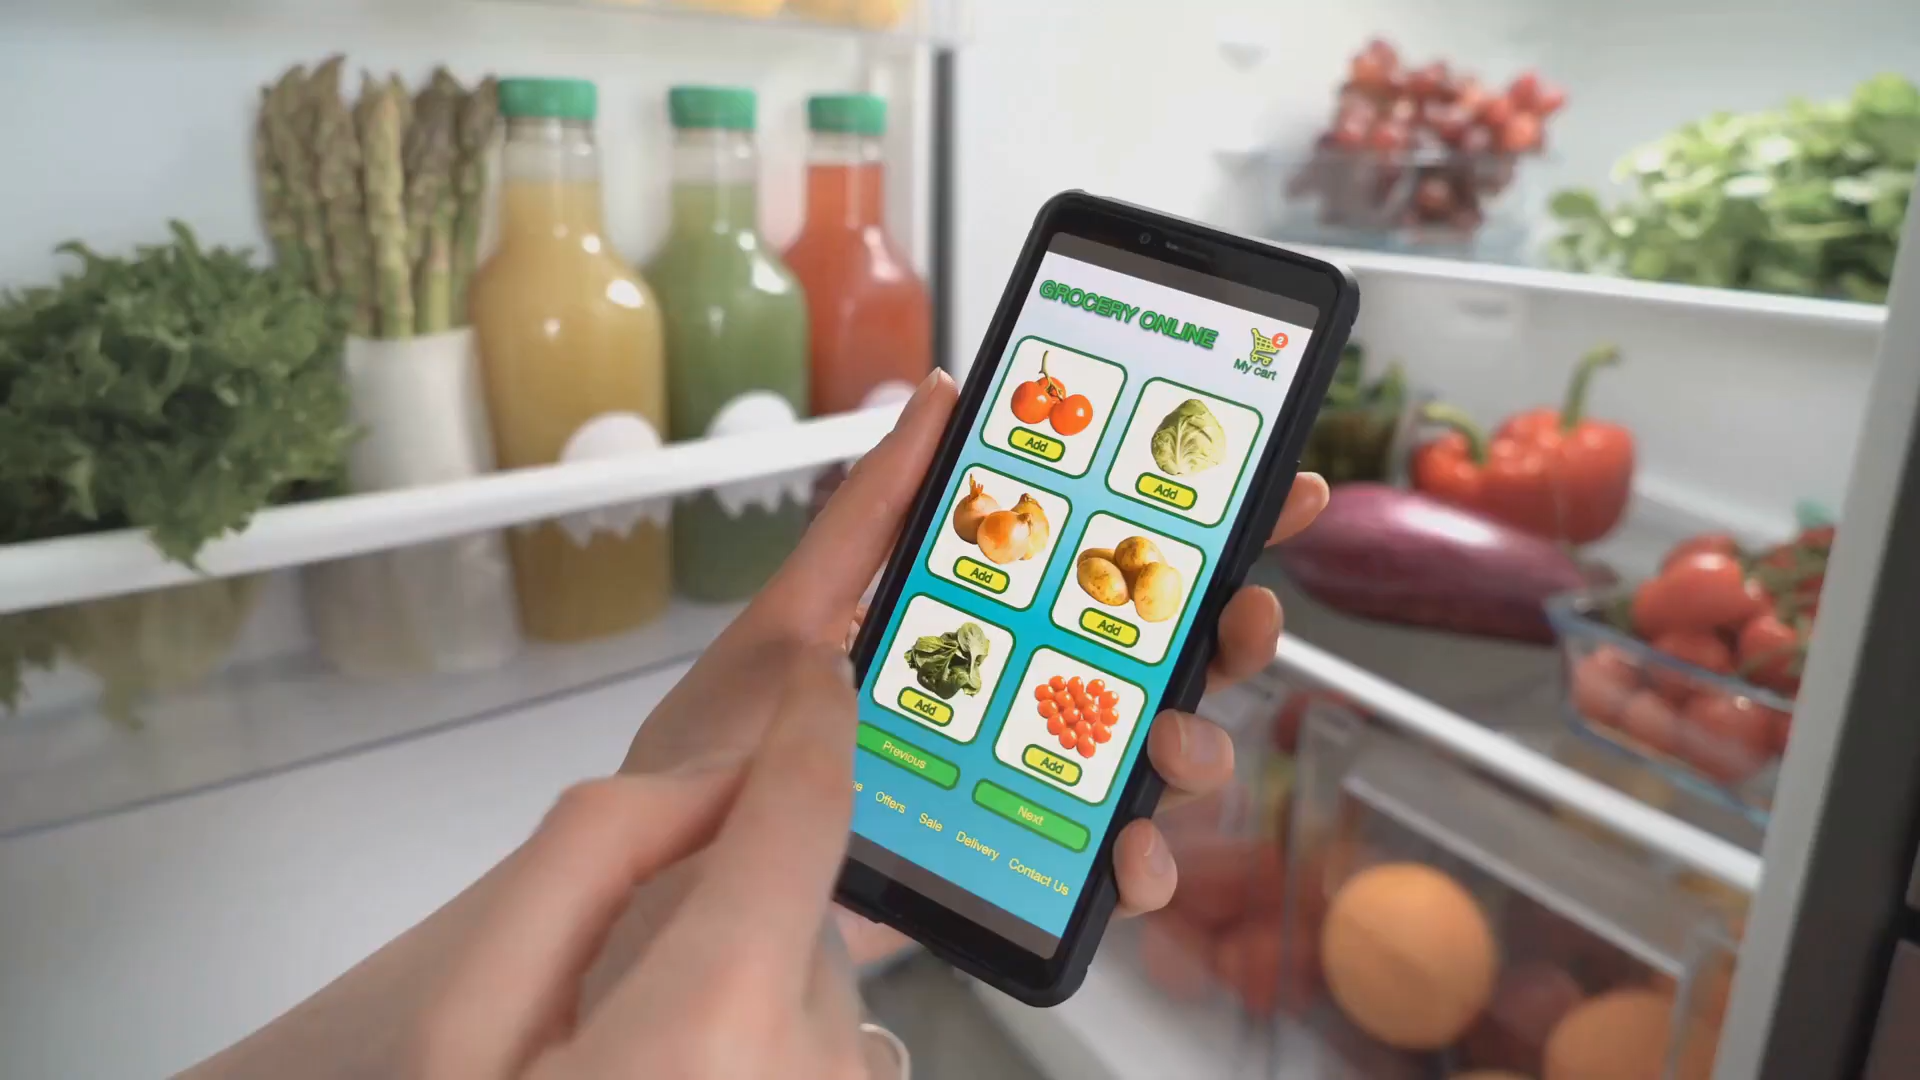 GROCERY ONLINE
2
My cart
Add
Add
Add
Add
Add
Add
Previous
Next
Offers
Sale
Delivery
Contact Us